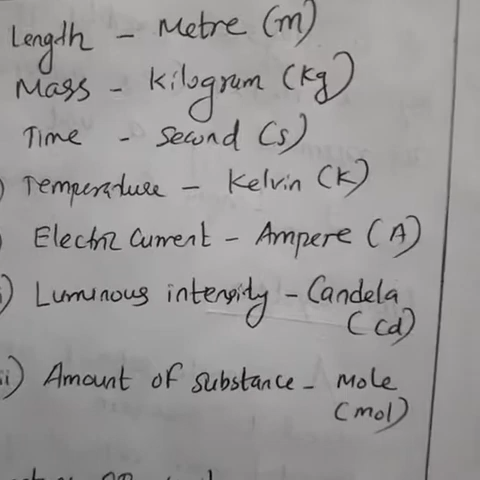 Length - Metre (m)
Mass - Kilogram (Kg)
Time - Second (s)
) Temperature - Kelvin (K)
) Electric Current - Ampere (A)
i) Luminous intensity - Candela
(Cd)
ii) Amount of substance - Mole
(mol)